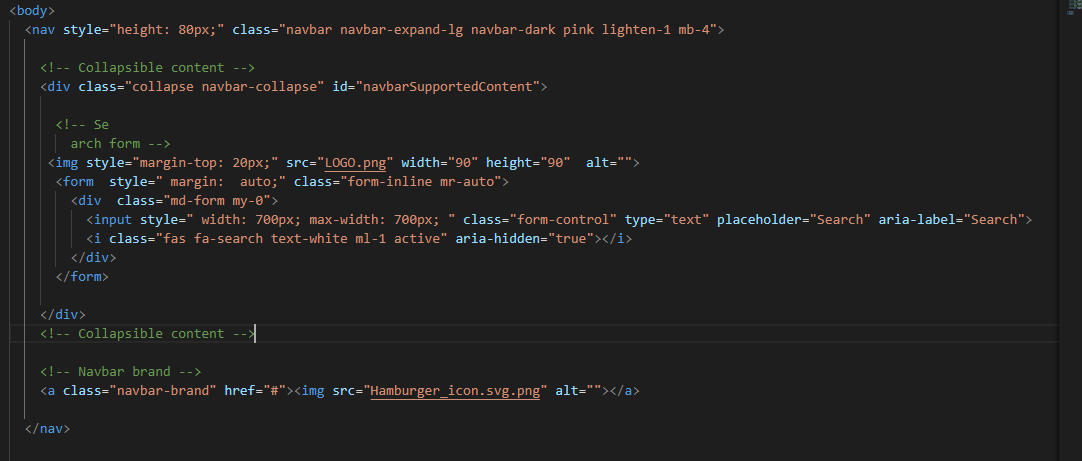 <body>
<nav style="height: 80px;" class="navbar navbar-expand-lg navbar-dark pink lighten-1 mb-4">
<!-- Collapsible content -->
<div class="collapse navbar-collapse" id="navbarSupportedContent">
<!-- Se
arch form -->
<img style="margin-top: 20px;" src="LOGO.png" width="90" height="90"  alt="">
<form  style=" margin:  auto;" class="form-inline mr-auto">
<div  class="md-form my-0">
<input style=" width: 700px; max-width: 700px; " class="form-control" type="text" placeholder="Search" aria-label="Search">
<i class="fas fa-search text-white ml-1 active" aria-hidden="true"></i>
</div>
</form>
</div>
<!-- Collapsible content -->
<!-- Navbar brand -->
<a class="navbar-brand" href="#"><img src="Hamburger_icon.svg.png" alt=""></a>
</nav>